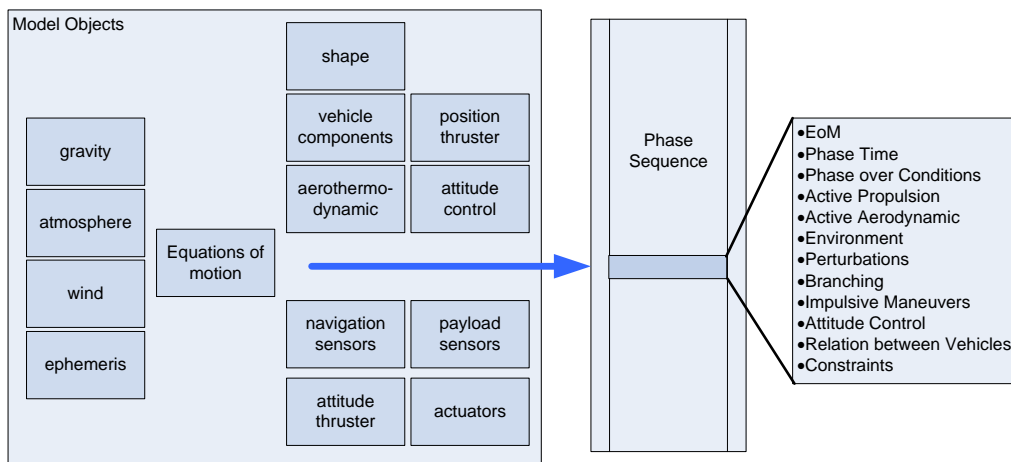 Model Objects
gravity
atmosphere
wind
ephemeris
Equations of
motion
shape
vehicle
components
position
thruster
aerothermo-
dynamic
attitude
control
navigation
sensors
payload
sensors
attitude
thruster
actuators
Phase
Sequence
•EoM
•Phase Time
•Phase over Conditions
•Active Propulsion
•Active Aerodynamic
•Environment
•Perturbations
•Branching
•Impulsive Maneuvers
•Attitude Control
•Relation between Vehicles
•Constraints